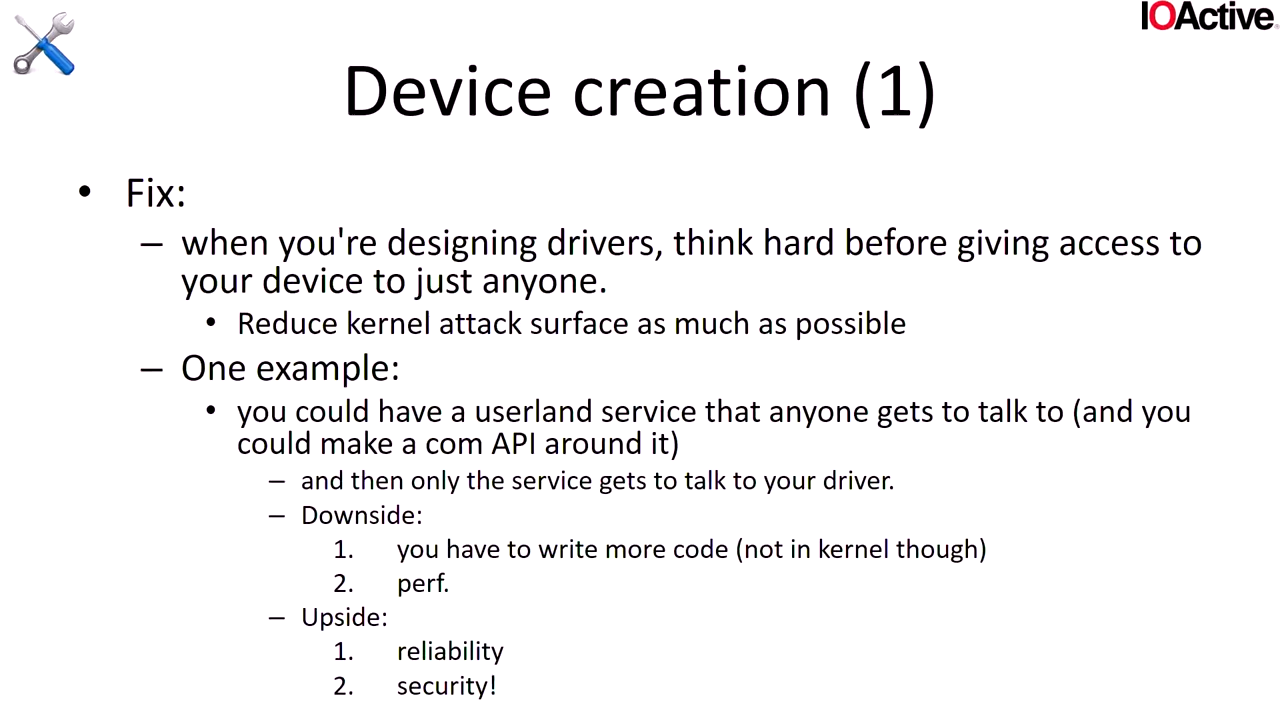 IOActive
Device creation (1)
• Fix:
– when you're designing drivers, think hard before giving access to
your device to just anyone.
• Reduce kernel attack surface as much as possible
– One example:
• you could have a userland service that anyone gets to talk to (and you
could make a com API around it)
– and then only the service gets to talk to your driver.
– Downside:
1. you have to write more code (not in kernel though)
2. perf.
– Upside:
1. reliability
2. security!